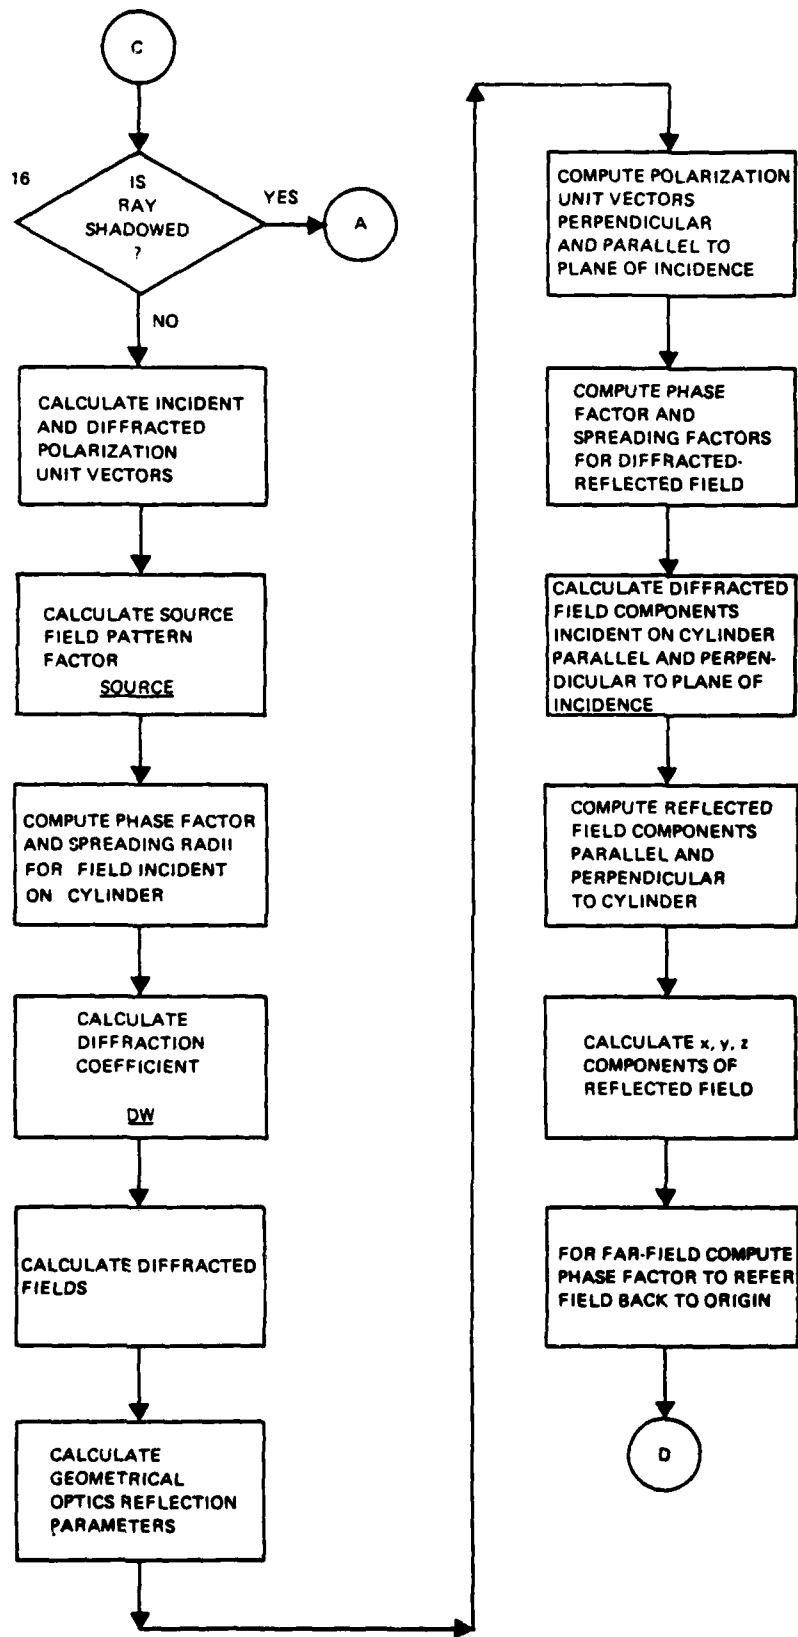 C
16
IS
RAY
SHADOWED
?
YES
A
NO
CALCULATE INCIDENT
AND DIFFRACTED
POLARIZATION
UNIT VECTORS
CALCULATE SOURCE
FIELD PATTERN
FACTOR
SOURCE
COMPUTE PHASE FACTOR
AND SPREADING RADII
FOR FIELD INCIDENT
ON CYLINDER
CALCULATE
DIFFRACTION
COEFFICIENT
DW
CALCULATE DIFFRACTED
FIELDS
CALCULATE
GEOMETRICAL
OPTICS REFLECTION
PARAMETERS
COMPUTE POLARIZATION
UNIT VECTORS
PERPENDICULAR
AND PARALLEL TO
PLANE OF INCIDENCE
COMPUTE PHASE
FACTOR AND
SPREADING FACTORS
FOR DIFFRACTED-
REFLECTED FIELD
CALCULATE DIFFRACTED
FIELD COMPONENTS
INCIDENT ON CYLINDER
PARALLEL AND PERPEN-
DICULAR TO PLANE OF
INCIDENCE
COMPUTE REFLECTED
FIELD COMPONENTS
PARALLEL AND
PERPENDICULAR
TO CYLINDER
CALCULATE x, y, z
COMPONENTS OF
REFLECTED FIELD
FOR FAR-FIELD COMPUTE
PHASE FACTOR TO REFER
FIELD BACK TO ORIGIN
D